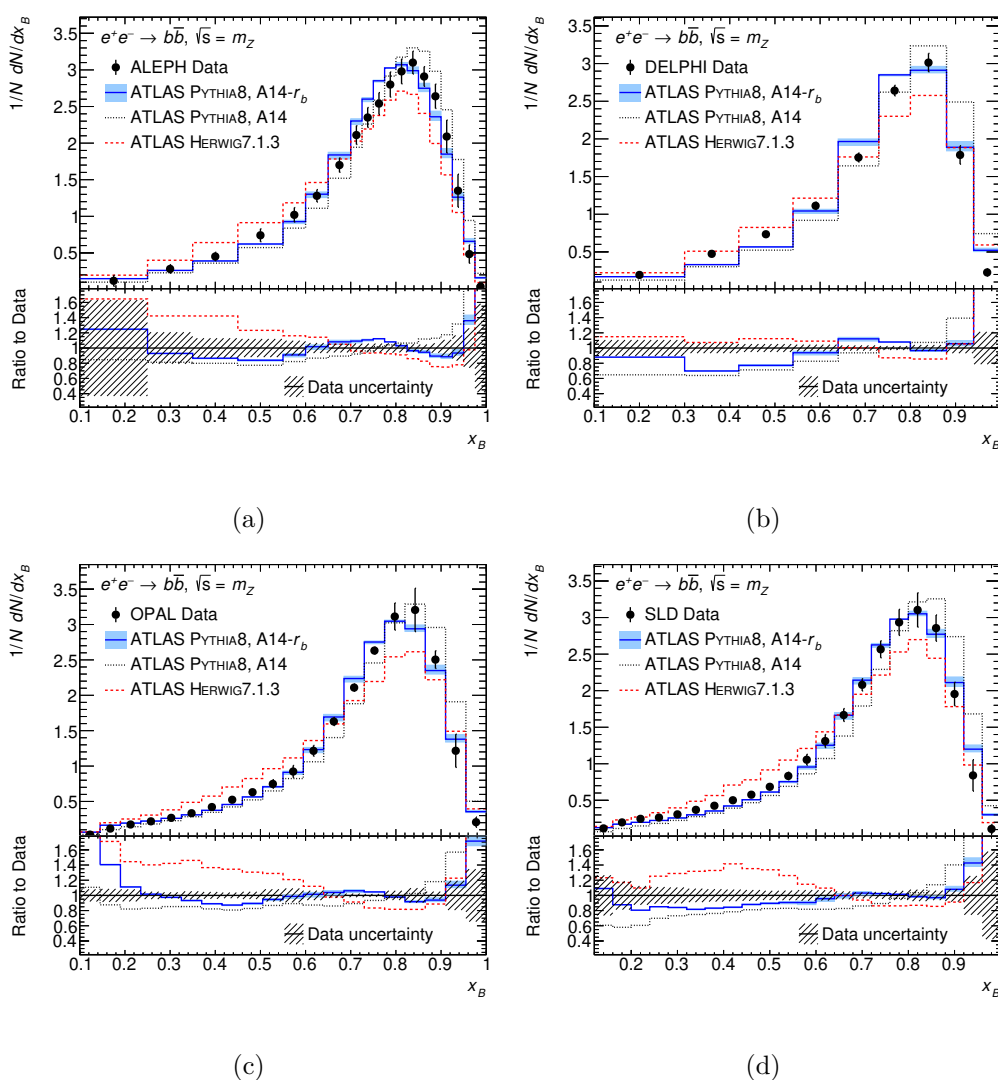 e⁺e⁻ → bb̅, √s = m_Z
ALEPH Data
ATLAS PYTHIA8, A14-r_b
ATLAS PYTHIA8, A14
ATLAS HERWIG7.1.3
1/N dN/dx_B
3.5
3
2.5
2
1.5
1
0.5
Ratio to Data
1.6
1.4
1.2
1
0.8
0.6
0.4
Data uncertainty
0.1 0.2 0.3 0.4 0.5 0.6 0.7 0.8 0.9 1
x_B
(a)
e⁺e⁻ → bb̅, √s = m_Z
DELPHI Data
ATLAS PYTHIA8, A14-r_b
ATLAS PYTHIA8, A14
ATLAS HERWIG7.1.3
1/N dN/dx_B
3.5
3
2.5
2
1.5
1
0.5
Ratio to Data
1.6
1.4
1.2
1
0.8
0.6
0.4
Data uncertainty
0.2 0.3 0.4 0.5 0.6 0.7 0.8 0.9
x_B
(b)
e⁺e⁻ → bb̅, √s = m_Z
OPAL Data
ATLAS PYTHIA8, A14-r_b
ATLAS PYTHIA8, A14
ATLAS HERWIG7.1.3
1/N dN/dx_B
3.5
3
2.5
2
1.5
1
0.5
Ratio to Data
1.6
1.4
1.2
1
0.8
0.6
0.4
Data uncertainty
0.1 0.2 0.3 0.4 0.5 0.6 0.7 0.8 0.9 1
x_B
(c)
e⁺e⁻ → bb̅, √s = m_Z
SLD Data
ATLAS PYTHIA8, A14-r_b
ATLAS PYTHIA8, A14
ATLAS HERWIG7.1.3
1/N dN/dx_B
3.5
3
2.5
2
1.5
1
0.5
Ratio to Data
1.6
1.4
1.2
1
0.8
0.6
0.4
Data uncertainty
0.2 0.3 0.4 0.5 0.6 0.7 0.8 0.9
x_B
(d)